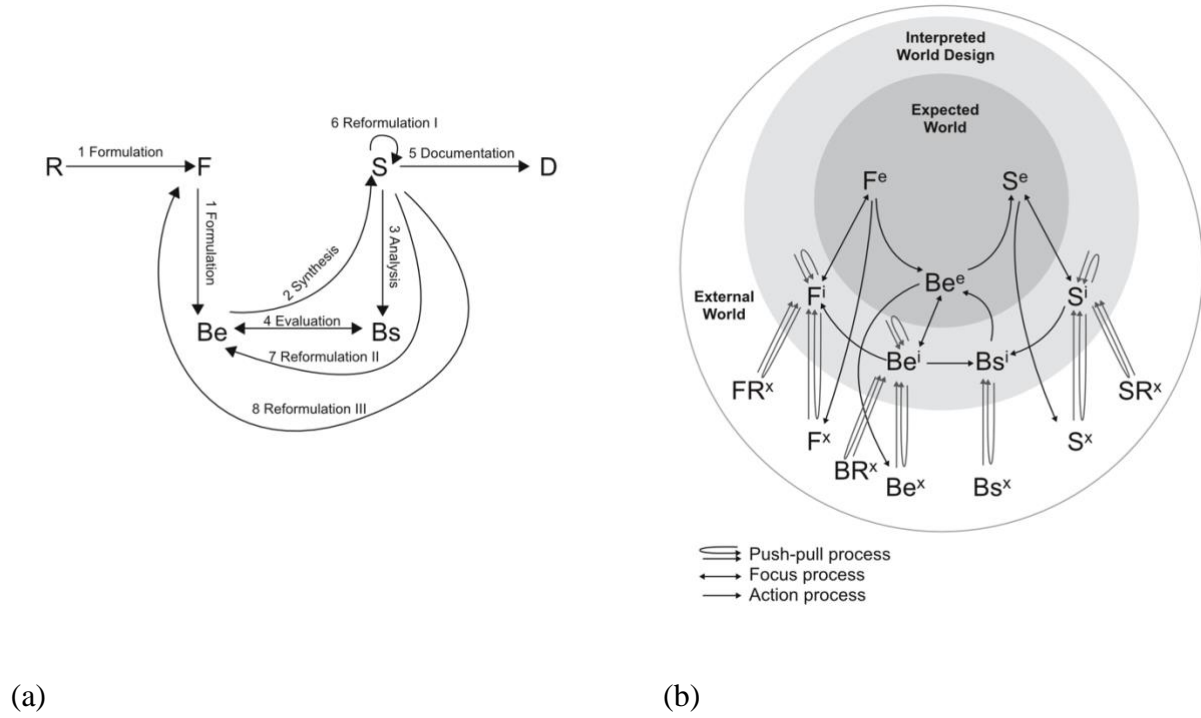 6 Reformulation I
R
1 Formulation
F
S
5 Documentation
D
1 Formulation
2 Synthesis
3 Analysis
Be
4 Evaluation
Bs
7 Reformulation II
8 Reformulation III
(a)
Interpreted
World Design
Expected
World
Fᵉ
Sᵉ
Beᵉ
External
World
Fⁱ
Sⁱ
Beⁱ
Bsⁱ
FRˣ
SRˣ
Fˣ
Sˣ
BRˣ
Beˣ
Bsˣ
Push-pull process
Focus process
Action process
(b)